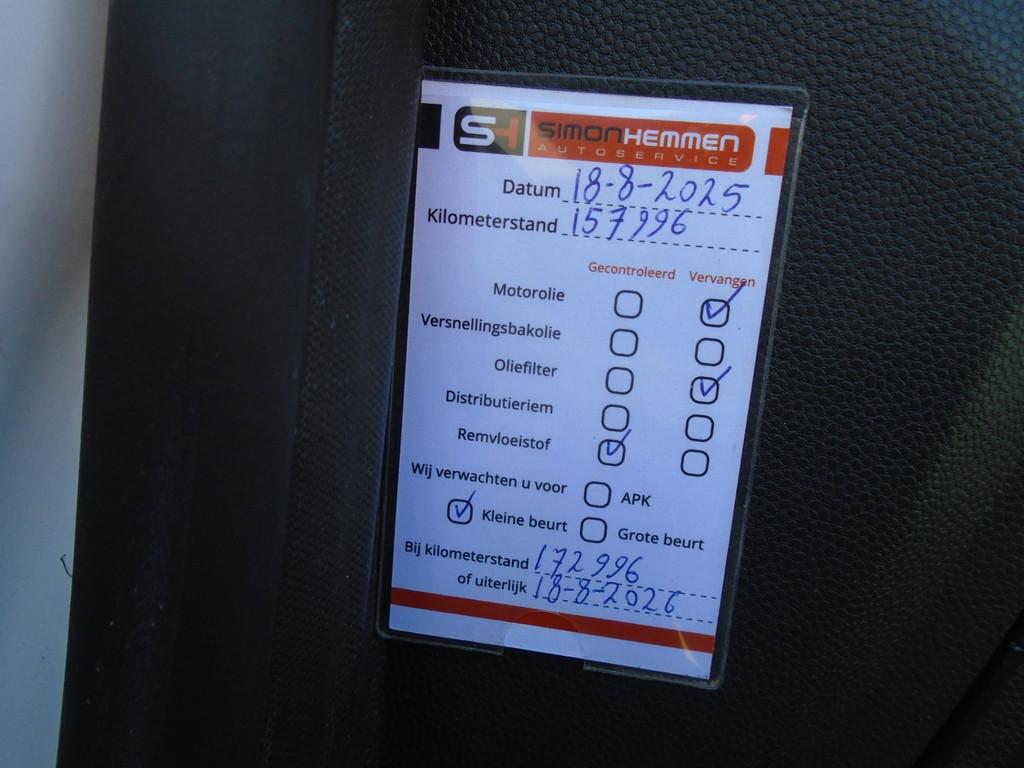 SH SIMONHEMMEN
AUTOSERVICE
Datum 18-8-2025
Kilometerstand 157996
Gecontroleerd Vervangen
Motorolie
Versnellingsbakolie
Oliefilter
Distributieriem
Remvloeistof
Wij verwachten u voor APK
Kleine beurt Grote beurt
Bij kilometerstand 172996
of uiterlijk 18-8-2026